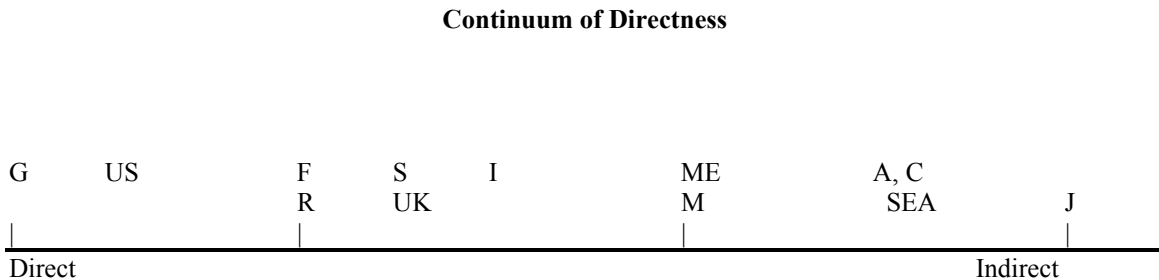 Continuum of Directness
G US F S I ME A, C
R UK M SEA J
Direct Indirect